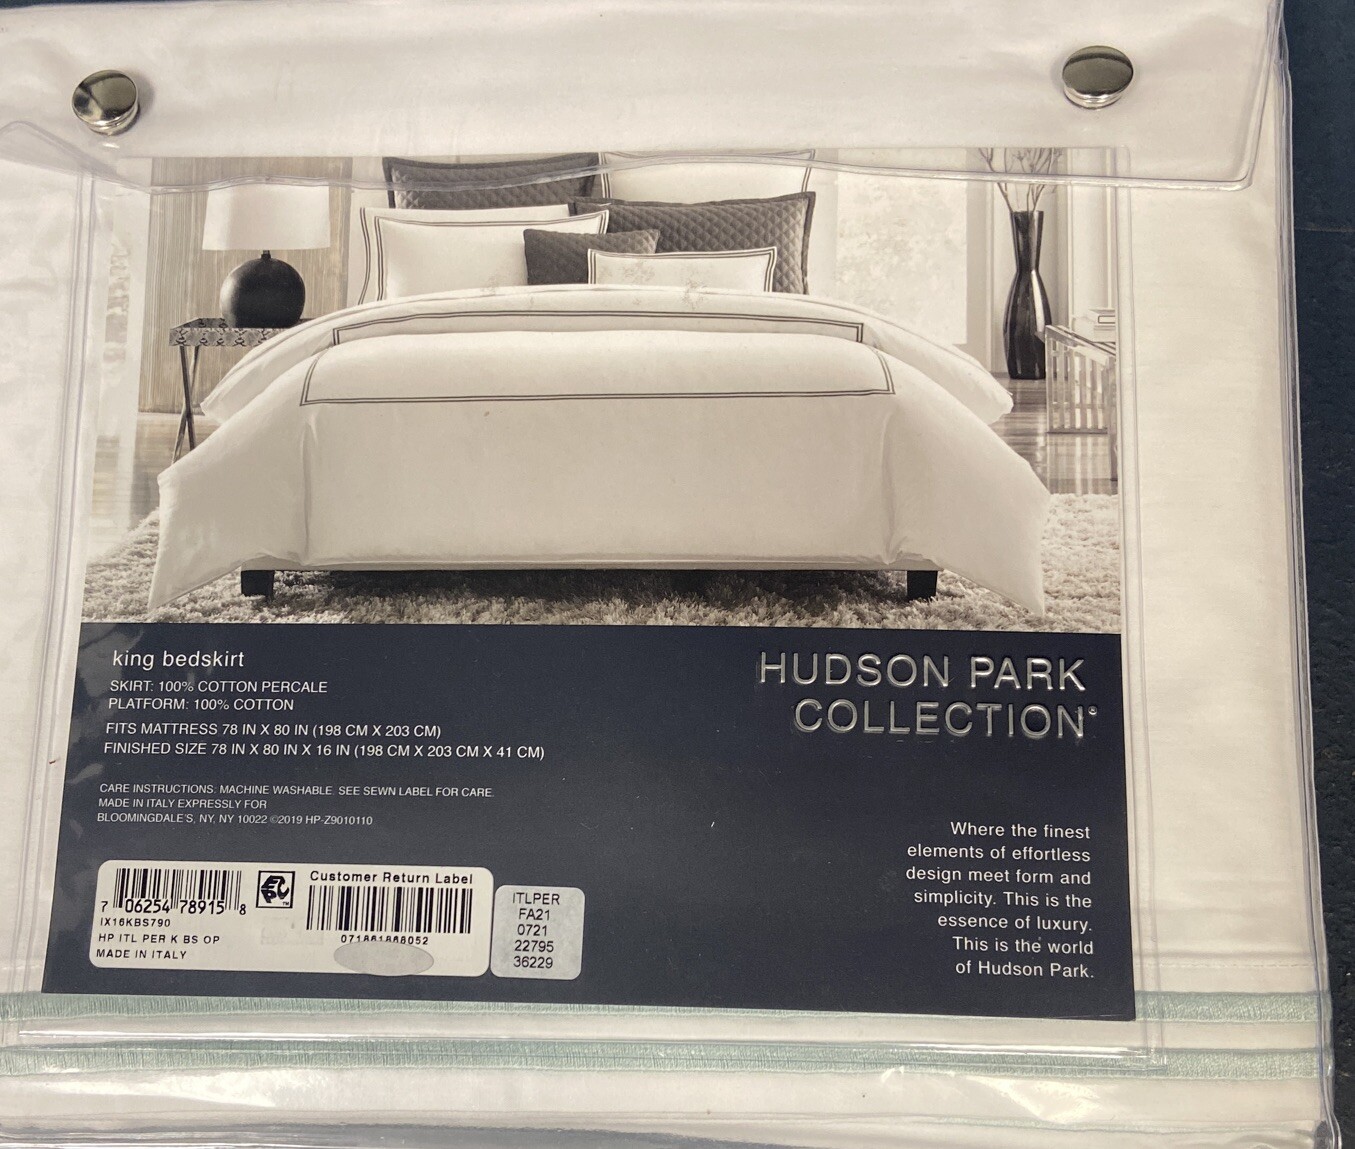 king bedskirt
SKIRT: 100% COTTON PERCALE
PLATFORM: 100% COTTON
FITS MATTRESS 78 IN X 80 IN (198 CM X 203 CM)
FINISHED SIZE 78 IN X 80 IN X 16 IN (198 CM X 203 CM X 41 CM)
CARE INSTRUCTIONS: MACHINE WASHABLE. SEE SEWN LABEL FOR CARE.
MADE IN ITALY EXPRESSLY FOR
BLOOMINGDALE'S, NY, NY 10022 ©2019 HP-Z9010110
HUDSON PARK
COLLECTION®
Where the finest
elements of effortless
design meet form and
simplicity. This is the
essence of luxury.
This is the world
of Hudson Park.
7 06254 78915 8
IX16KBS790
HP ITL PER K BS OP
MADE IN ITALY
Customer Return Label
071861868052
ITLPER
FA21
0721
22795
36229